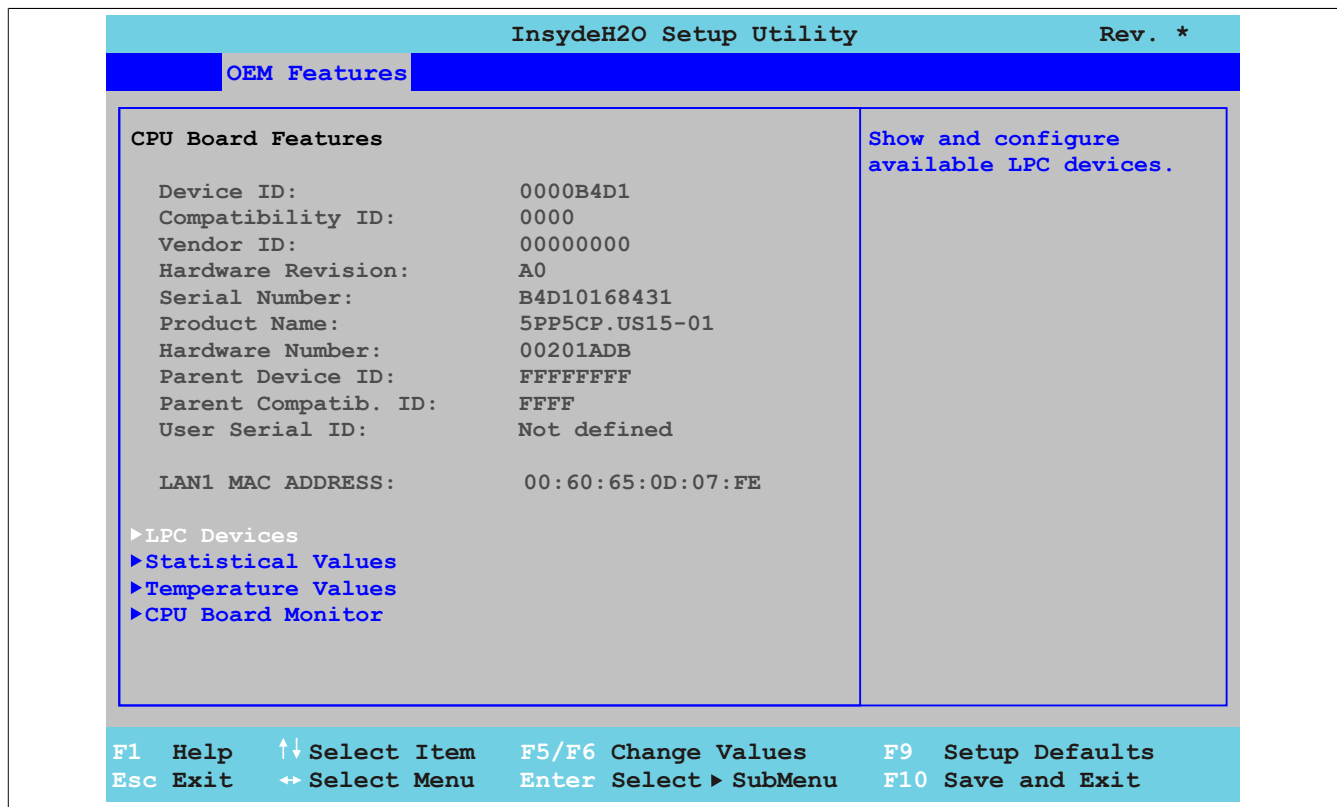 InsydeH2O Setup Utility Rev. *
OEM Features
CPU Board Features
Show and configure
available LPC devices.
Device ID: 0000B4D1
Compatibility ID: 0000
Vendor ID: 00000000
Hardware Revision: A0
Serial Number: B4D10168431
Product Name: 5PP5CP.US15-01
Hardware Number: 00201ADB
Parent Device ID: FFFFFFFF
Parent Compatib. ID: FFFF
User Serial ID: Not defined
LAN1 MAC ADDRESS: 00:60:65:0D:07:FE
▶LPC Devices
▶Statistical Values
▶Temperature Values
▶CPU Board Monitor
F1 Help ↑↓ Select Item F5/F6 Change Values F9 Setup Defaults
Esc Exit ↔ Select Menu Enter Select ▶ SubMenu F10 Save and Exit